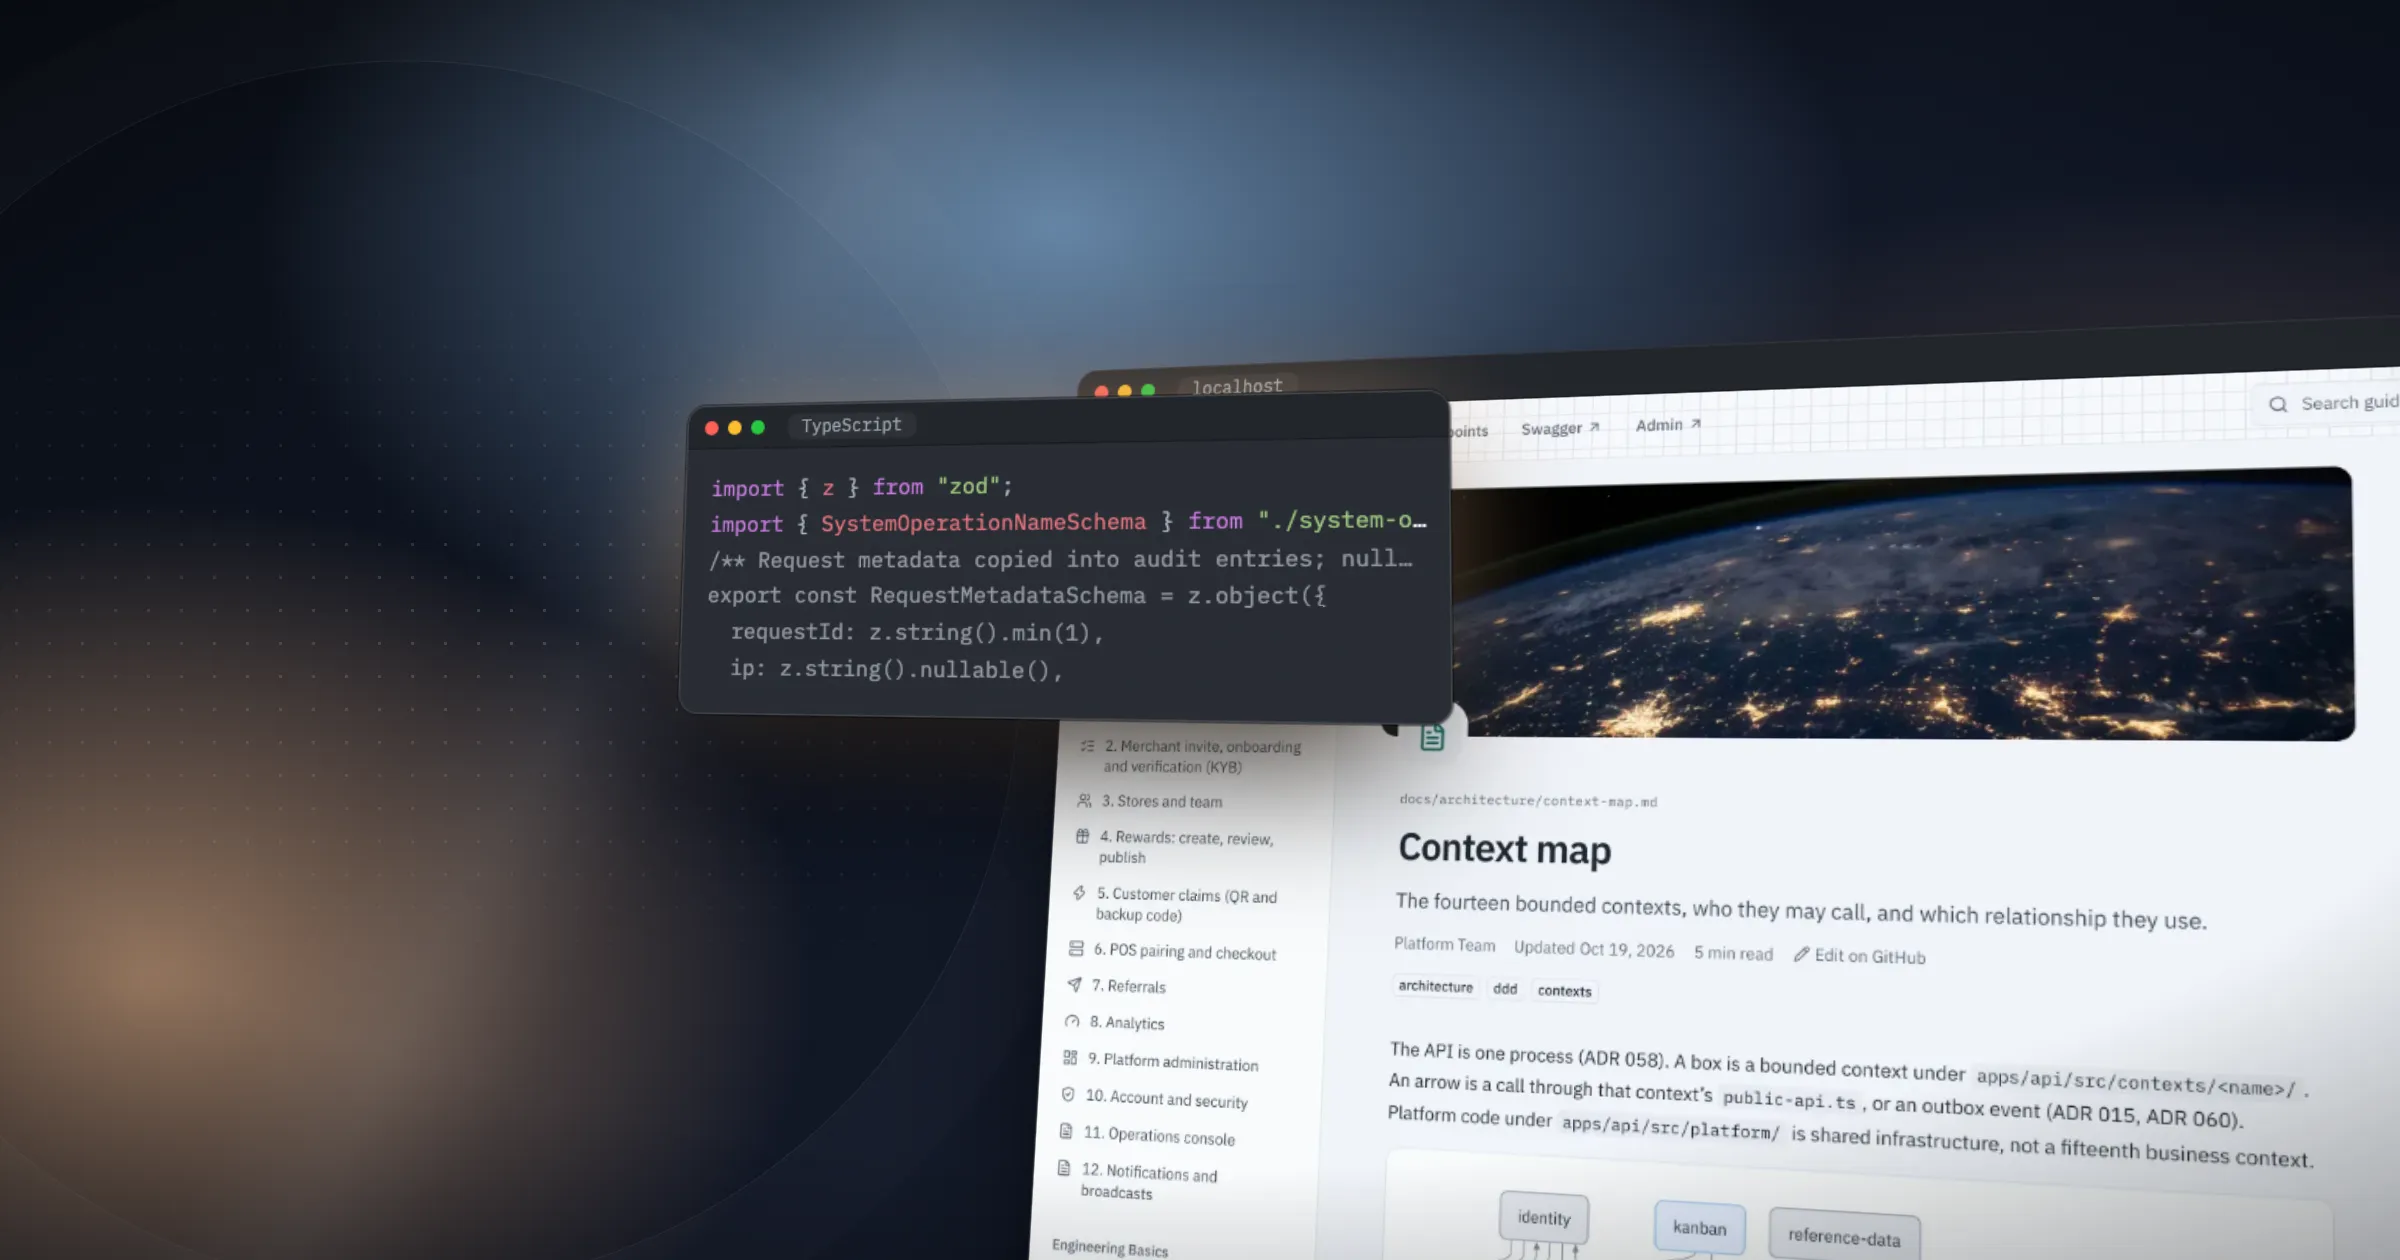 localhost
TypeScript
import { z } from "zod";
import { SystemOperationNameSchema } from "./system-o…
/** Request metadata copied into audit entries; null…
export const RequestMetadataSchema = z.object({
requestId: z.string().min(1),
ip: z.string().nullable(),
Swagger ↗ Admin ↗
Search guid
2. Merchant invite, onboarding
and verification (KYB)
3. Stores and team
4. Rewards: create, review,
publish
5. Customer claims (QR and
backup code)
6. POS pairing and checkout
7. Referrals
8. Analytics
9. Platform administration
10. Account and security
11. Operations console
12. Notifications and
broadcasts
Engineering Basics
docs/architecture/context-map.md
Context map
The fourteen bounded contexts, who they may call, and which relationship they use.
Platform Team Updated Oct 19, 2026 5 min read Edit on GitHub
architecture ddd contexts
The API is one process (ADR 058). A box is a bounded context under apps/api/src/contexts/<name>/ .
An arrow is a call through that context's public-api.ts , or an outbox event (ADR 015, ADR 060).
Platform code under apps/api/src/platform/ is shared infrastructure, not a fifteenth business context.
identity
kanban
reference-data